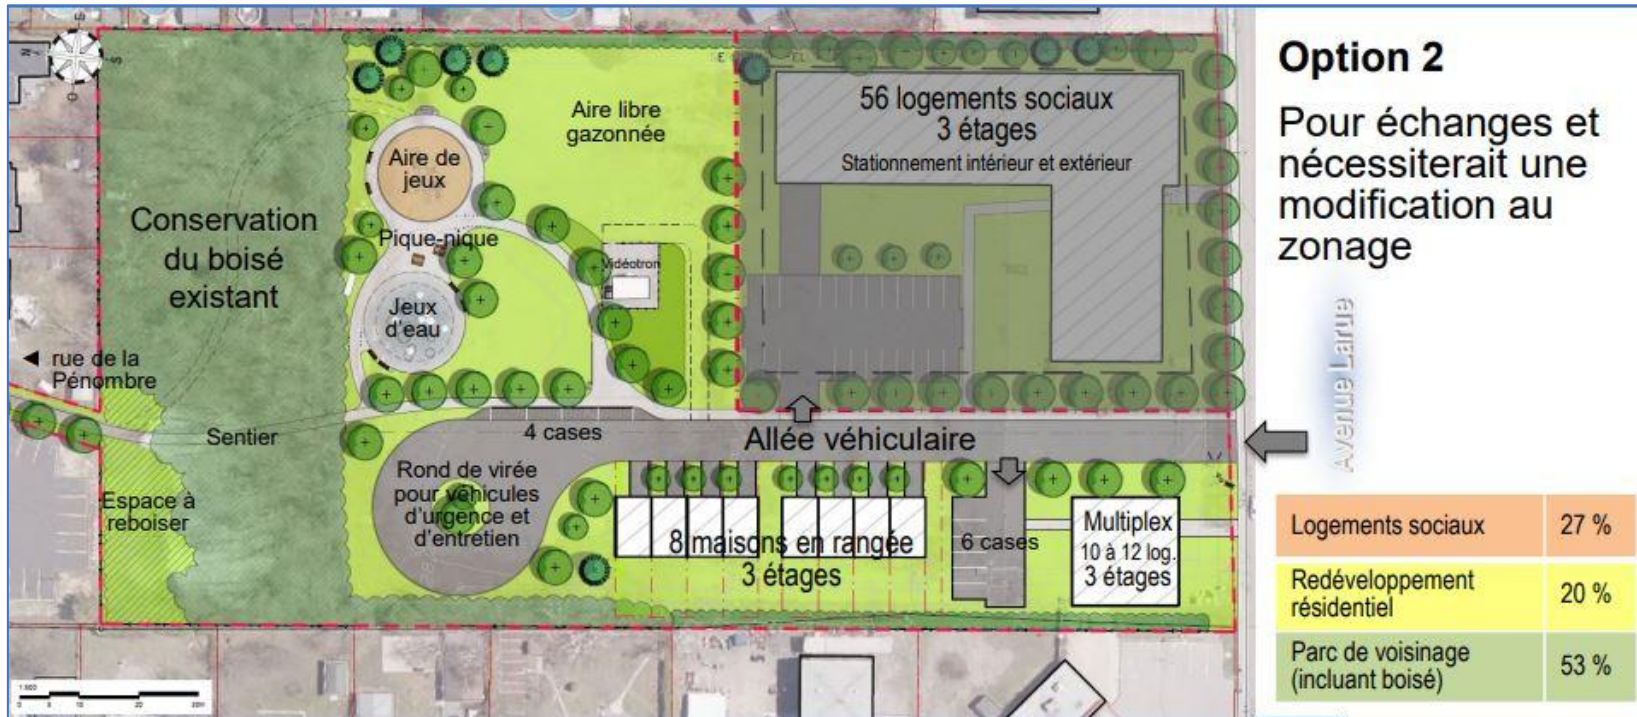 Option 2
Pour échanges et
nécessiterait une
modification au
zonage
56 logements sociaux
3 étages
Stationnement intérieur et extérieur
Aire libre
gazonnée
Aire de
jeux
Conservation
du boisé
existant
Pique-nique
Vidéotron
Jeux
d'eau
◄ rue de la
Pénombre
Sentier
4 cases
Allée véhiculaire
Avenue Larue
Rond de virée
pour véhicules
d'urgence et
d'entretien
Espace à
reboiser
8 maisons en rangée
3 étages
6 cases
Multiplex
10 à 12 log.
3 étages
Logements sociaux 27 %
Redéveloppement
résidentiel 20 %
Parc de voisinage
(incluant boisé) 53 %
N
S
E
O